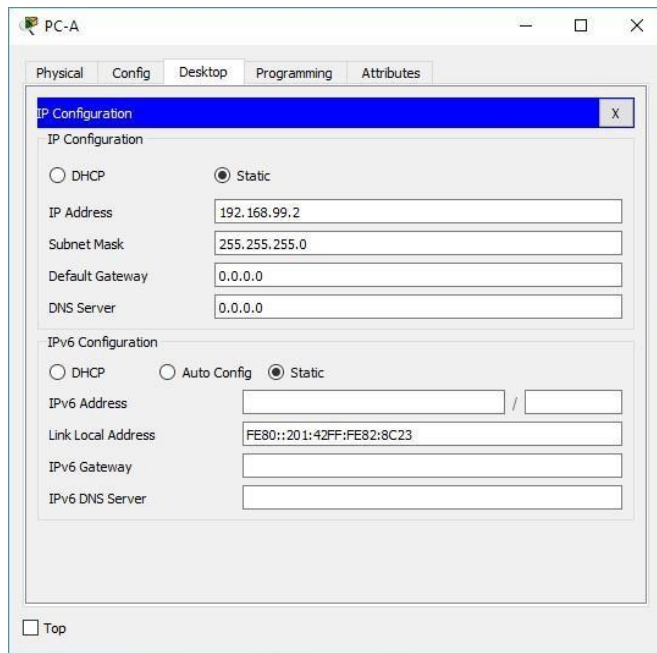 PC-A
Physical Config Desktop Programming Attributes
IP Configuration X
IP Configuration
DHCP Static
IP Address 192.168.99.2
Subnet Mask 255.255.255.0
Default Gateway 0.0.0.0
DNS Server 0.0.0.0
IPv6 Configuration
DHCP Auto Config Static
IPv6 Address /
Link Local Address FE80::201:42FF:FE82:8C23
IPv6 Gateway
IPv6 DNS Server
Top